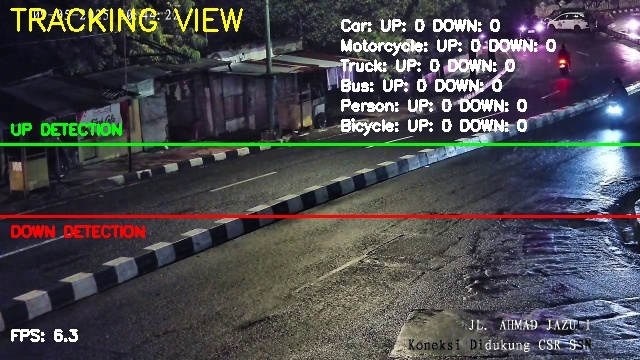 TRACKING VIEW
Car: UP: 0 DOWN: 0
Motorcycle: UP: 0 DOWN: 0
Truck: UP: 0 DOWN: 0
Bus: UP: 0 DOWN: 0
Person: UP: 0 DOWN: 0
Bicycle: UP: 0 DOWN: 0
UP DETECTION
DOWN DETECTION
FPS: 6.3
JL. AHMAD JAZU'I
Koneksi Didukung CSR SSN